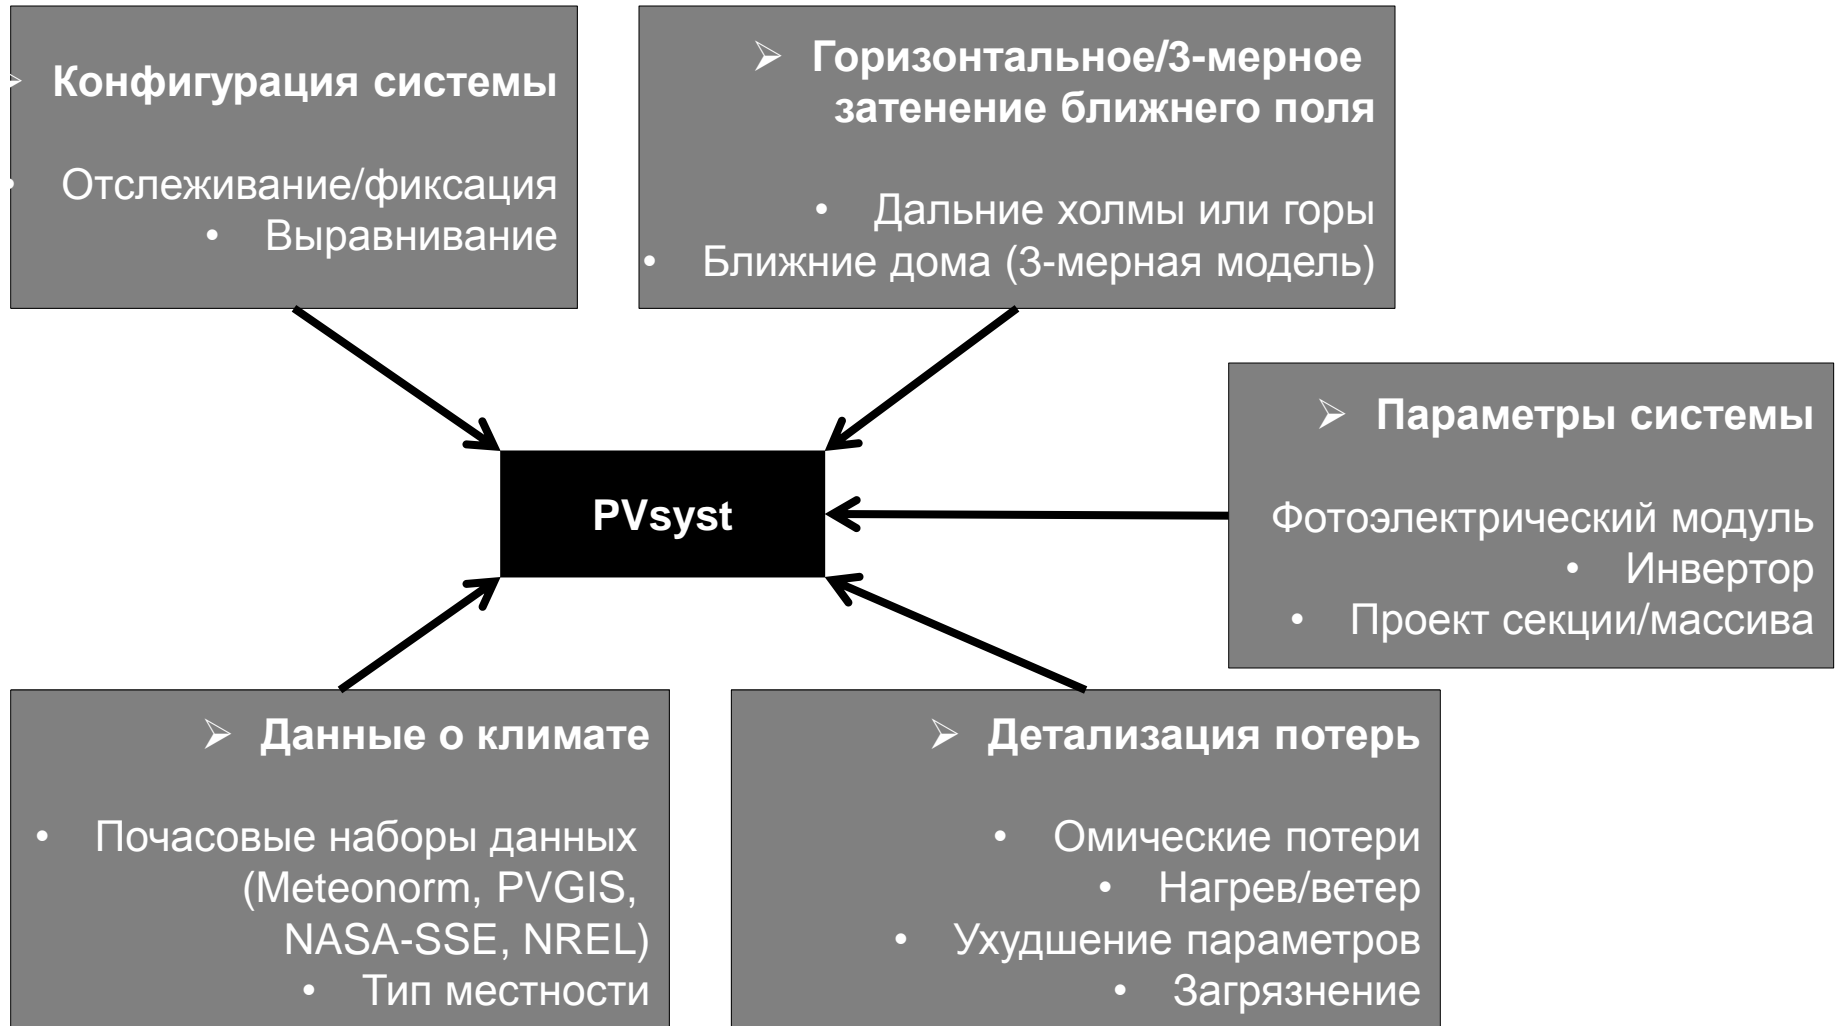 ➢ Конфигурация системы
• Отслеживание/фиксация
• Выравнивание
➢ Горизонтальное/3-мерное
затенение ближнего поля
• Дальние холмы или горы
• Ближние дома (3-мерная модель)
➢ Параметры системы
Фотоэлектрический модуль
• Инвертор
• Проект секции/массива
PVsyst
➢ Данные о климате
• Почасовые наборы данных
(Meteonorm, PVGIS,
NASA-SSE, NREL)
• Тип местности
➢ Детализация потерь
• Омические потери
• Нагрев/ветер
• Ухудшение параметров
• Загрязнение